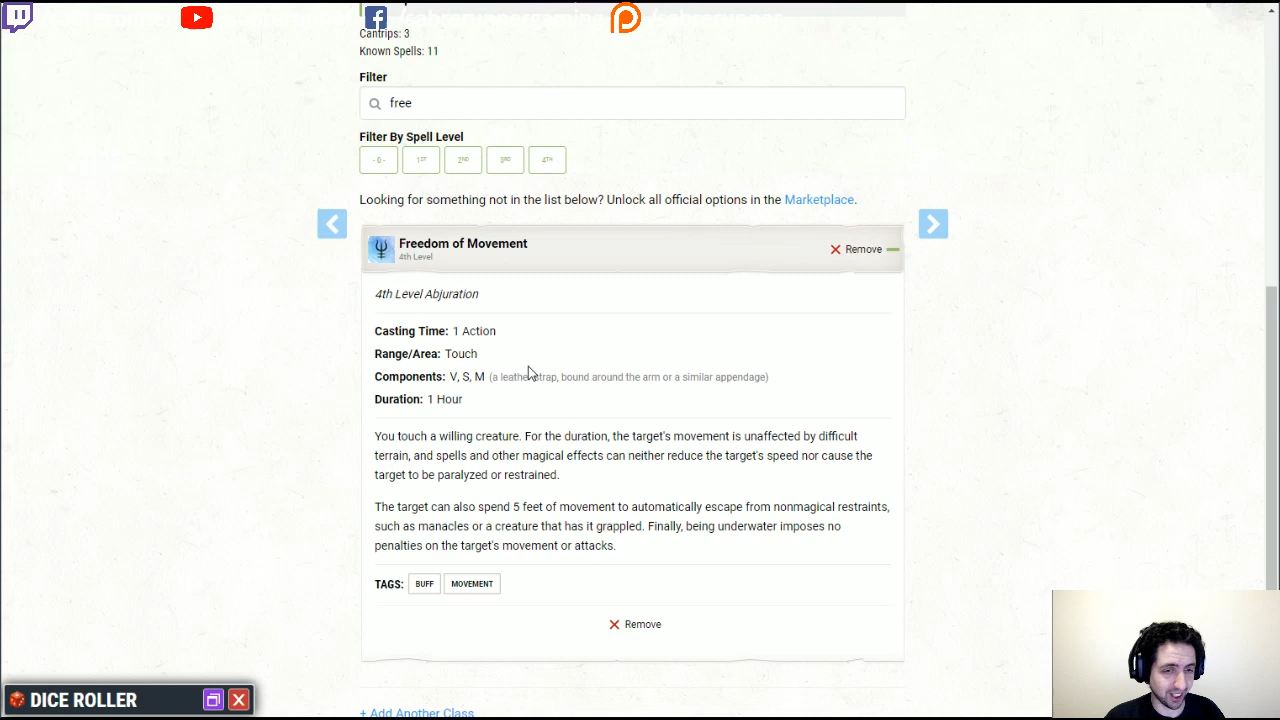 Cantrips: 3
Known Spells: 11
Filter
free
Filter By Spell Level
- 0 -
1ST
2ND
3RD
4TH
Looking for something not in the list below? Unlock all official options in the Marketplace.
Freedom of Movement
Remove
4th Level
4th Level Abjuration
Casting Time: 1 Action
Range/Area: Touch
Components: V, S, M (a leather strap, bound around the arm or a similar appendage)
Duration: 1 Hour
You touch a willing creature. For the duration, the target's movement is unaffected by difficult
terrain, and spells and other magical effects can neither reduce the target's speed nor cause the
target to be paralyzed or restrained.
The target can also spend 5 feet of movement to automatically escape from nonmagical restraints,
such as manacles or a creature that has it grappled. Finally, being underwater imposes no
penalties on the target's movement or attacks.
TAGS: BUFF MOVEMENT
Remove
DICE ROLLER
+ Add Another Class